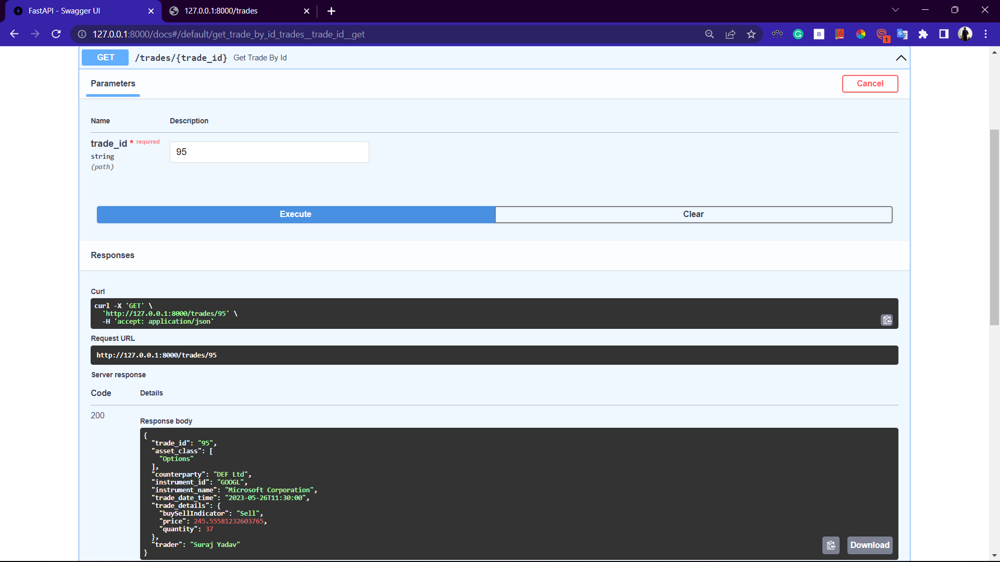 FastAPI - Swagger UI
127.0.0.1:8000/trades
127.0.0.1:8000/docs#/default/get_trade_by_id_trades__trade_id__get
B
1
GET /trades/{trade_id} Get Trade By Id
Parameters
Cancel
Name Description
trade_id * required
string
(path)
95
Execute
Clear
Responses
Curl
curl -X 'GET' \
'http://127.0.0.1:8000/trades/95' \
-H 'accept: application/json'
Request URL
http://127.0.0.1:8000/trades/95
Server response
Code Details
200
Response body
{
"trade_id": "95",
"asset_class": [
"Options"
],
"counterparty": "DEF Ltd",
"instrument_id": "GOOGL",
"instrument_name": "Microsoft Corporation",
"trade_date_time": "2023-05-26T11:30:00",
"trade_details": {
"buySellIndicator": "Sell",
"price": 245.55581232603765,
"quantity": 37
},
"trader": "Suraj Yadav"
}
Download